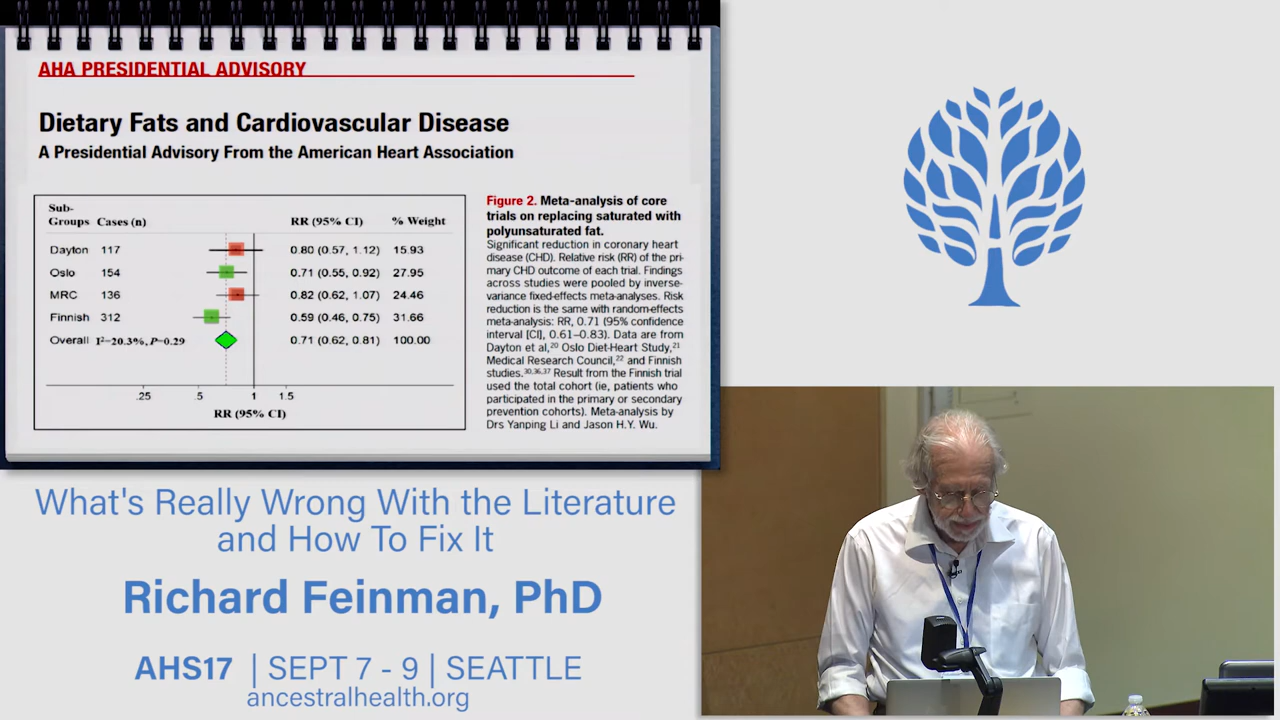 AHA PRESIDENTIAL ADVISORY
Dietary Fats and Cardiovascular Disease
A Presidential Advisory From the American Heart Association
Sub-
Groups Cases (n) RR (95% CI) % Weight
Dayton 117 0.80 (0.57, 1.12) 15.93
Oslo 154 0.71 (0.55, 0.92) 27.95
MRC 136 0.82 (0.62, 1.07) 24.46
Finnish 312 0.59 (0.46, 0.75) 31.66
Overall I²=20.3%, P=0.29 0.71 (0.62, 0.81) 100.00
.25 .5 1 1.5
RR (95% CI)
Figure 2. Meta-analysis of core
trials on replacing saturated with
polyunsaturated fat.
Significant reduction in coronary heart
disease (CHD). Relative risk (RR) of the pri-
mary CHD outcome of each trial. Findings
across studies were pooled by inverse-
variance fixed-effects meta-analyses. Risk
reduction is the same with random-effects
meta-analysis: RR, 0.71 (95% confidence
interval [CI], 0.61–0.83). Data are from
Dayton et al,20 Oslo Diet-Heart Study,21
Medical Research Council,22 and Finnish
studies.30,36,37 Result from the Finnish trial
used the total cohort (ie, patients who
participated in the primary or secondary
prevention cohorts). Meta-analysis by
Drs Yanping Li and Jason H.Y. Wu.
What's Really Wrong With the Literature
and How To Fix It
Richard Feinman, PhD
AHS17 | SEPT 7 - 9 | SEATTLE
ancestralhealth.org